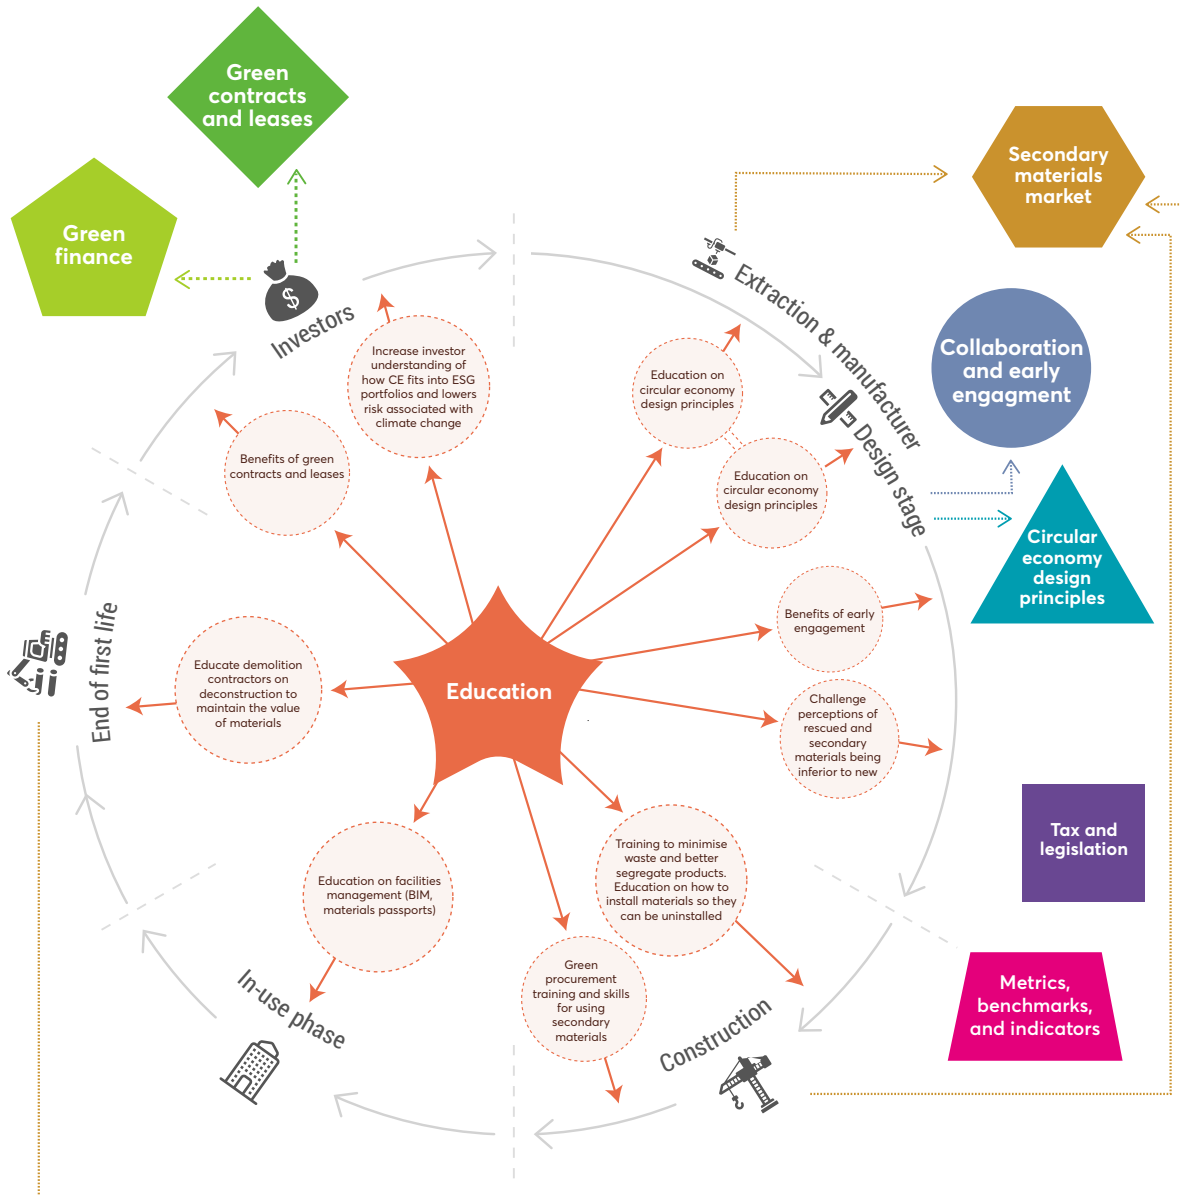 Green
contracts
and leases
Green
finance
Secondary
materials
market
Investors
Extraction & manufacturer
Design stage
Collaboration
and early
engagment
Circular
economy
design
principles
Increase investor
understanding of
how CE fits into ESG
portfolios and lowers
risk associated with
climate change
Education on
circular economy
design principles
Benefits of green
contracts and leases
Education on
circular economy
design principles
Benefits of early
engagement
End of first life
Educate demolition
contractors on
deconstruction to
maintain the value
of materials
Education
Challenge
perceptions of
rescued and
secondary
materials being
inferior to new
Tax and
legislation
Training to minimise
waste and better
segregate products.
Education on how to
install materials so they
can be uninstalled
Education on facilities
management (BIM,
materials passports)
Green
procurement
training and skills
for using
secondary
materials
Metrics,
benchmarks,
and indicators
In-use phase
Construction